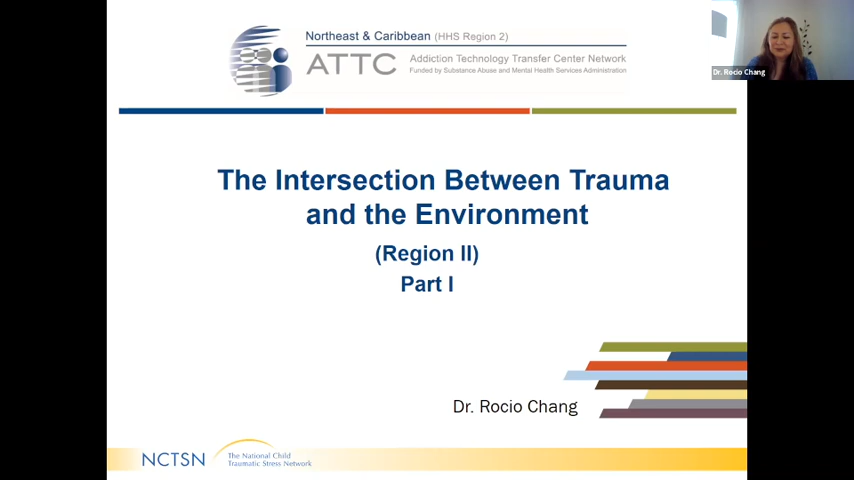 Northeast & Caribbean (HHS Region 2)
ATTC
Addiction Technology Transfer Center Network
Funded by Substance Abuse and Mental Health Services Administration
Dr. Rocio Chang
The Intersection Between Trauma
and the Environment
(Region II)
Part I
Dr. Rocio Chang
NCTSN
The National Child
Traumatic Stress Network